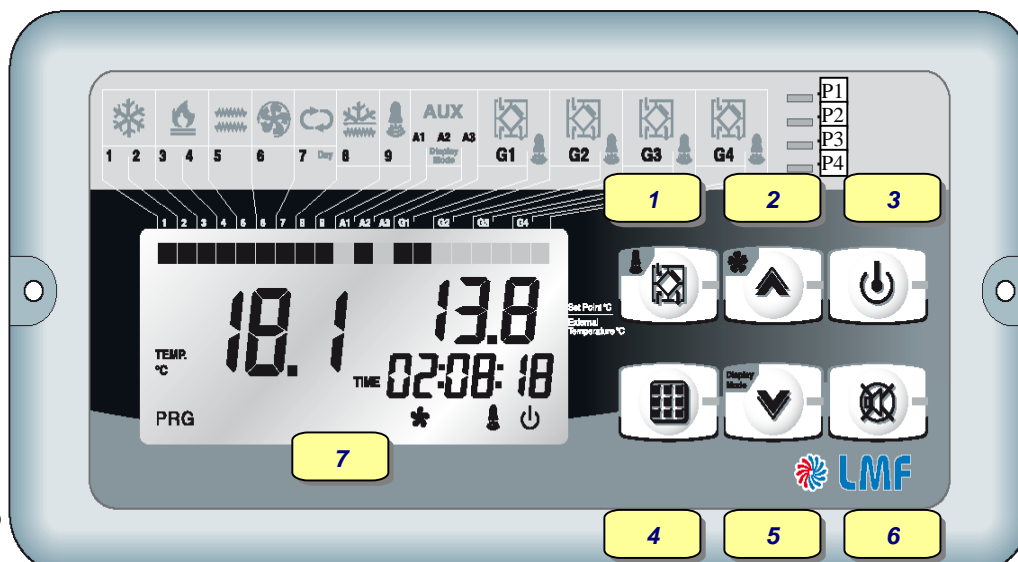 P1
P2
P3
P4
AUX
A1 A2 A3
1 2 3 4 5 6 7 Day 8 9
Display
Mode
G1 G2 G3 G4
1 2 3
1 2 3 4 5 6 7 8 9 A1 A2 A3 G1 G2 G3 G4
18.1
13.8
Set Point °C
External
Temperature °C
TEMP.
°C
TIME 02:08:18
PRG
Display
Mode
7
LMF
4 5 6